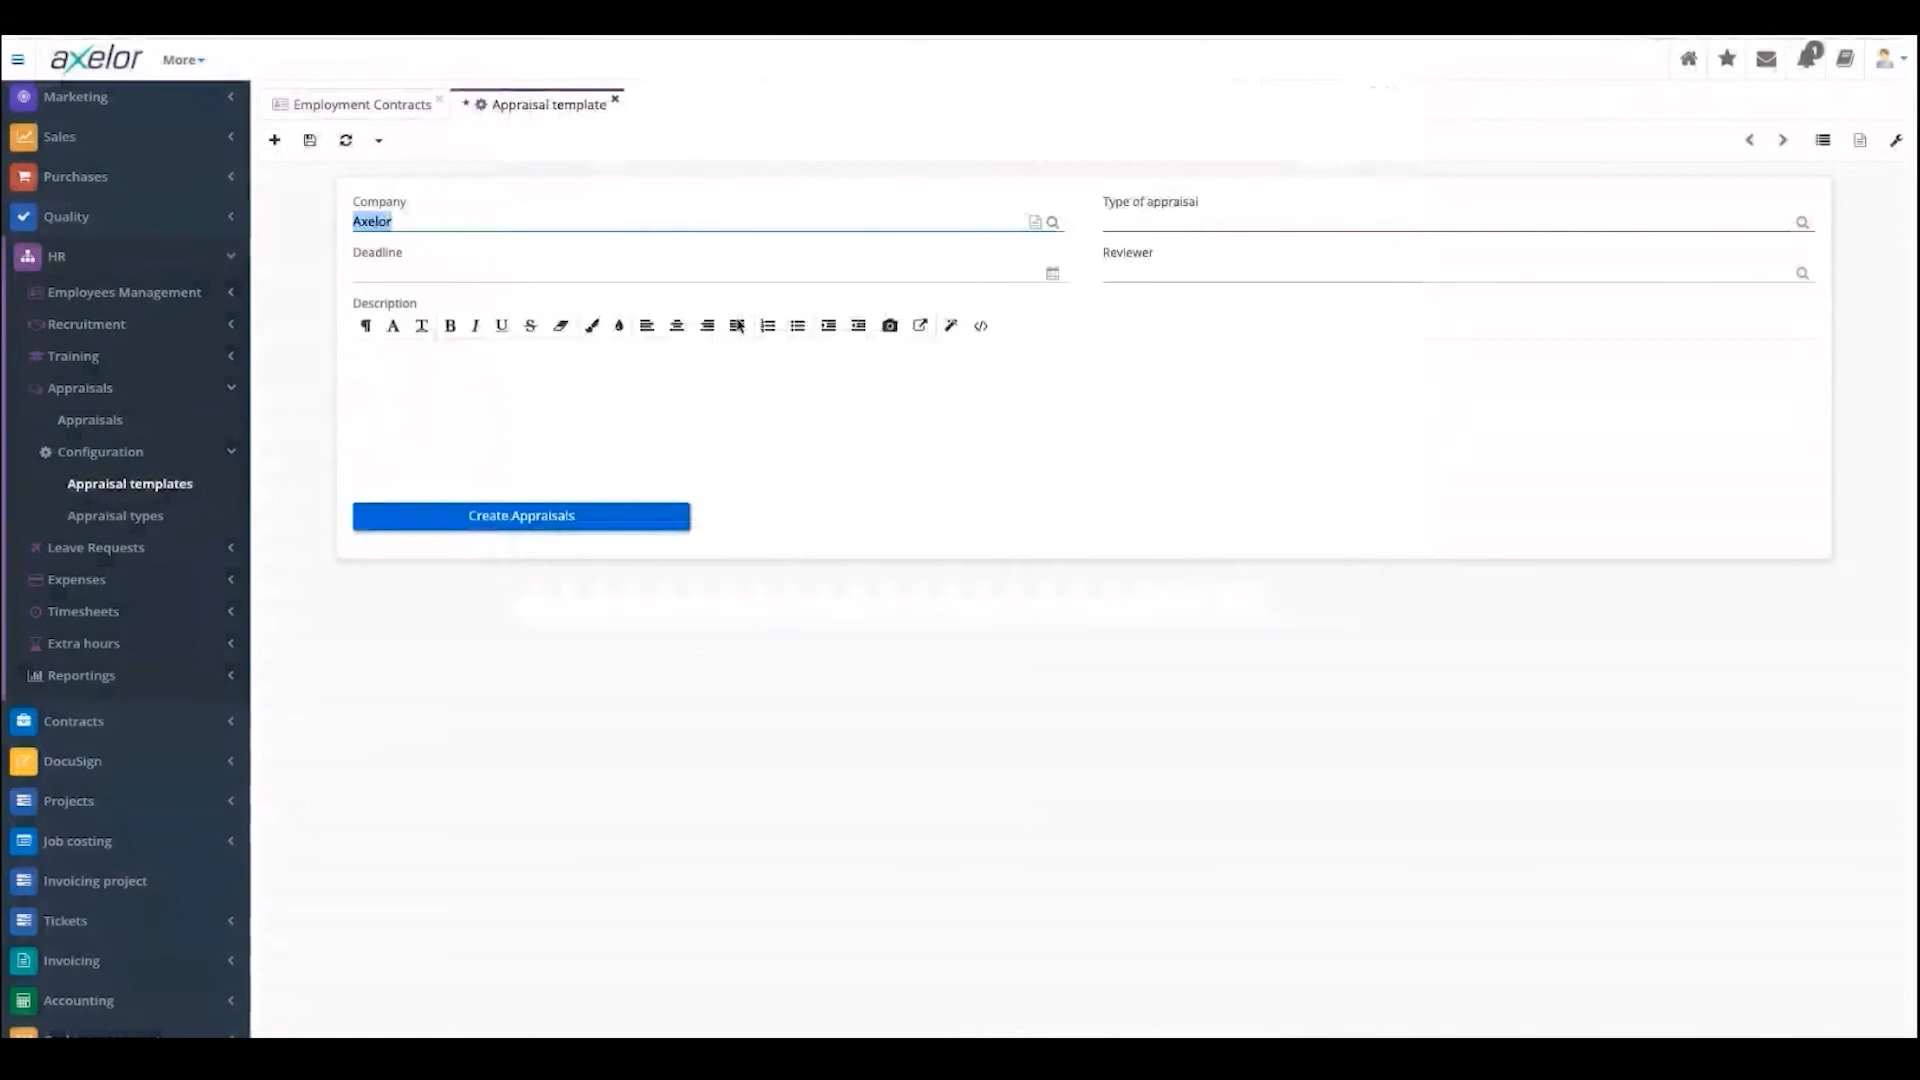 axelor More
Marketing
Sales
Purchases
Quality
HR
Employees Management
Recruitment
Training
Appraisals
Appraisals
Configuration
Appraisal templates
Appraisal types
Leave Requests
Expenses
Timesheets
Extra hours
Reportings
Contracts
DocuSign
Projects
Job costing
Invoicing project
Tickets
Invoicing
Accounting
1
Employment Contracts
* Appraisal template
Company
Axelor
Type of appraisal
Deadline
Reviewer
Description
Create Appraisals